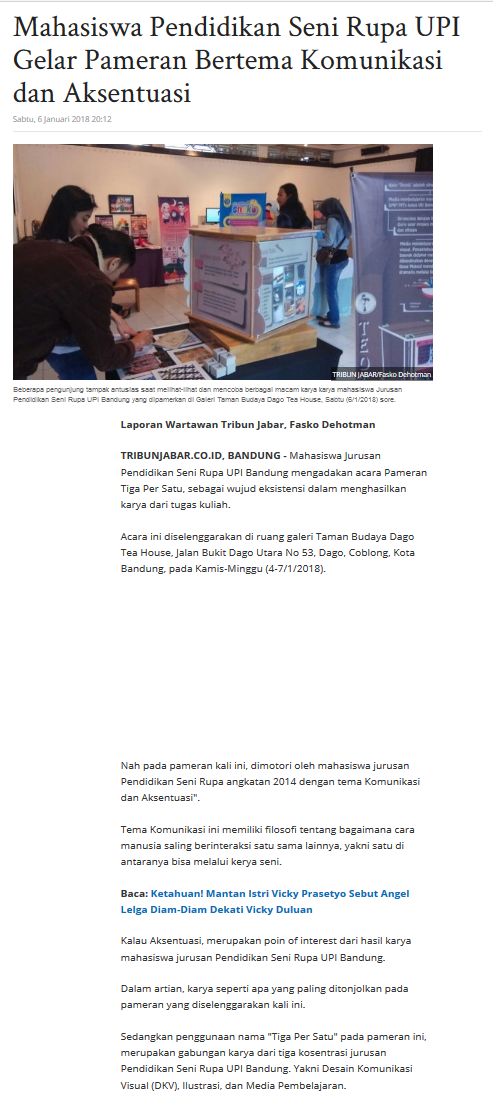 Mahasiswa Pendidikan Seni Rupa UPI
Gelar Pameran Bertema Komunikasi
dan Aksentuasi
Sabtu, 6 Januari 2018 20:12
TRIBUN JABAR/Fasko Dehotman
Beberapa pengunjung tampak antusias saat melihat-lihat dan mencoba berbagai macam karya karya mahasiswa Jurusan
Pendidikan Seni Rupa UPI Bandung yang dipamerkan di Galeri Taman Budaya Dago Tea House, Sabtu (6/1/2018) sore.
Laporan Wartawan Tribun Jabar, Fasko Dehotman
TRIBUNJABAR.CO.ID, BANDUNG - Mahasiswa Jurusan
Pendidikan Seni Rupa UPI Bandung mengadakan acara Pameran
Tiga Per Satu, sebagai wujud eksistensi dalam menghasilkan
karya dari tugas kuliah.
Acara ini diselenggarakan di ruang galeri Taman Budaya Dago
Tea House, Jalan Bukit Dago Utara No 53, Dago, Coblong, Kota
Bandung, pada Kamis-Minggu (4-7/1/2018).
Nah pada pameran kali ini, dimotori oleh mahasiswa jurusan
Pendidikan Seni Rupa angkatan 2014 dengan tema Komunikasi
dan Aksentuasi".
Tema Komunikasi ini memiliki filosofi tentang bagaimana cara
manusia saling berinteraksi satu sama lainnya, yakni satu di
antaranya bisa melalui kerya seni.
Baca: Ketahuan! Mantan Istri Vicky Prasetyo Sebut Angel
Lelga Diam-Diam Dekati Vicky Duluan
Kalau Aksentuasi, merupakan poin of interest dari hasil karya
mahasiswa jurusan Pendidikan Seni Rupa UPI Bandung.
Dalam artian, karya seperti apa yang paling ditonjolkan pada
pameran yang diselenggarakan kali ini.
Sedangkan penggunaan nama "Tiga Per Satu" pada pameran ini,
merupakan gabungan karya dari tiga kosentrasi jurusan
Pendidikan Seni Rupa UPI Bandung. Yakni Desain Komunikasi
Visual (DKV), Ilustrasi, dan Media Pembelajaran.